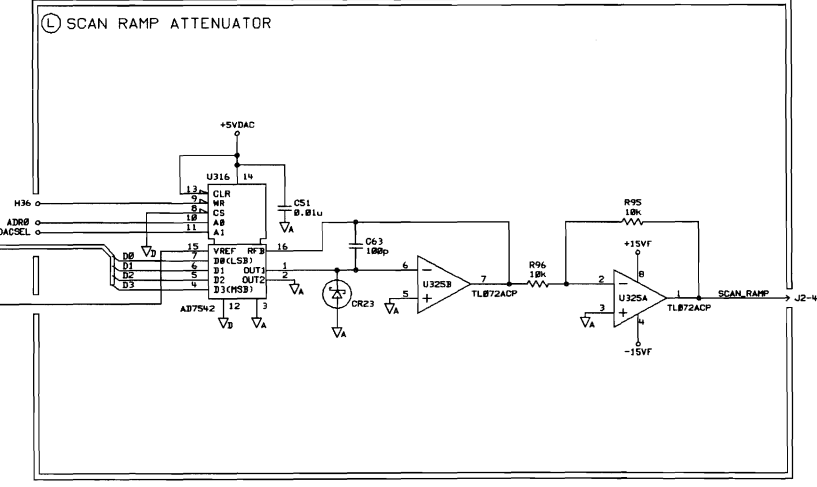 L SCAN RAMP ATTENUATOR
+5VDAC
U316 14
13 CLR
H36 9 WR
8 CS
ADR0 10 A0
DACSEL 11 A1
C51
0.01u
A
D
15 VREF RFB 16
D0 7 D0(LSB)
D1 6 D1 OUT1 1
D2 5 D2 OUT2 2
D3 4 D3(MSB)
A
AD7542 12 3
D A
C63
100p
CR23
A
6 -
5 +
A
U325B
7
TL072ACP
R96
10k
R95
10k
+15VF
8
2 -
3 +
A
U325A
1
TL072ACP
4
-15VF
SCAN_RAMP
J2-4